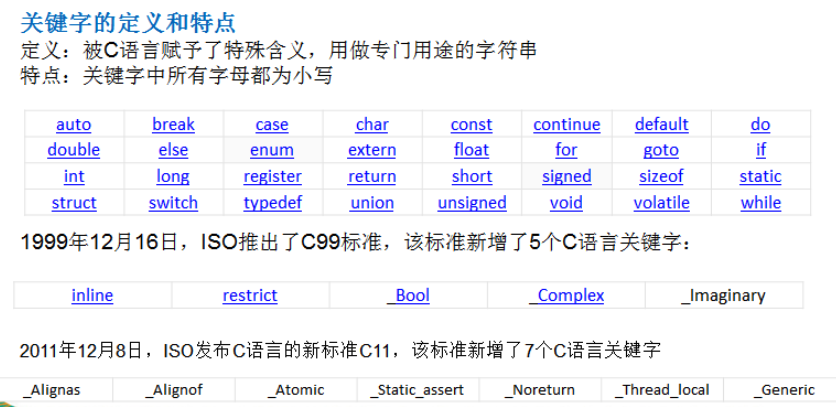 关键字的定义和特点
定义：被C语言赋予了特殊含义，用做专门用途的字符串
特点：关键字中所有字母都为小写
auto break case char const continue default do
double else enum extern float for goto if
int long register return short signed sizeof static
struct switch typedef union unsigned void volatile while
1999年12月16日，ISO推出了C99标准，该标准新增了5个C语言关键字：
inline restrict _Bool _Complex _Imaginary
2011年12月8日，ISO发布C语言的新标准C11，该标准新增了7个C语言关键字
_Alignas _Alignof _Atomic _Static_assert _Noreturn _Thread_local _Generic